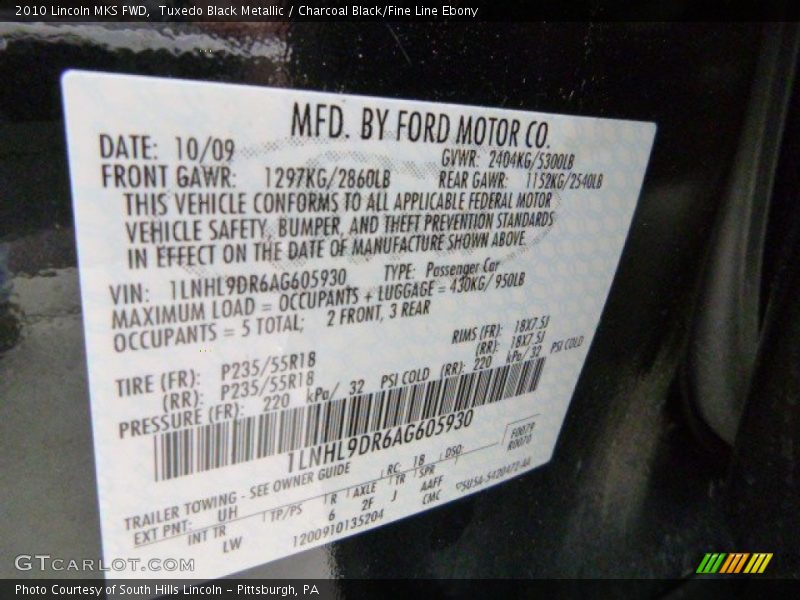 2010 Lincoln MKS FWD, Tuxedo Black Metallic / Charcoal Black/Fine Line Ebony
MFD. BY FORD MOTOR CO.
DATE: 10/09 GVWR: 2404KG/5300LB
FRONT GAWR: 1297KG/2860LB REAR GAWR: 1152KG/2540LB
THIS VEHICLE CONFORMS TO ALL APPLICABLE FEDERAL MOTOR
VEHICLE SAFETY, BUMPER, AND THEFT PREVENTION STANDARDS
IN EFFECT ON THE DATE OF MANUFACTURE SHOWN ABOVE
VIN: 1LNHL9DR6AG605930 TYPE: Passenger Car
MAXIMUM LOAD = OCCUPANTS + LUGGAGE = 430KG/ 950LB
OCCUPANTS = 5 TOTAL; 2 FRONT, 3 REAR
TIRE (FR): P235/55R18 RIMS (FR): 18X7.5J
(RR): P235/55R18 (RR): 18X7.5J
PRESSURE (FR): 220 kPa/ 32 PSI COLD (RR): 220 kPa/ 32 PSI COLD
1LNHL9DR6AG605930
F0079
R0070
TRAILER TOWING - SEE OWNER GUIDE RC: 18 DSO:
EXT PNT: UH TP/PS R AXLE TR SPR
INT TR 6 2F J AAFF
LW 1200910135204 CMC
GTCarLot.com
Photo Courtesy of South Hills Lincoln - Pittsburgh, PA